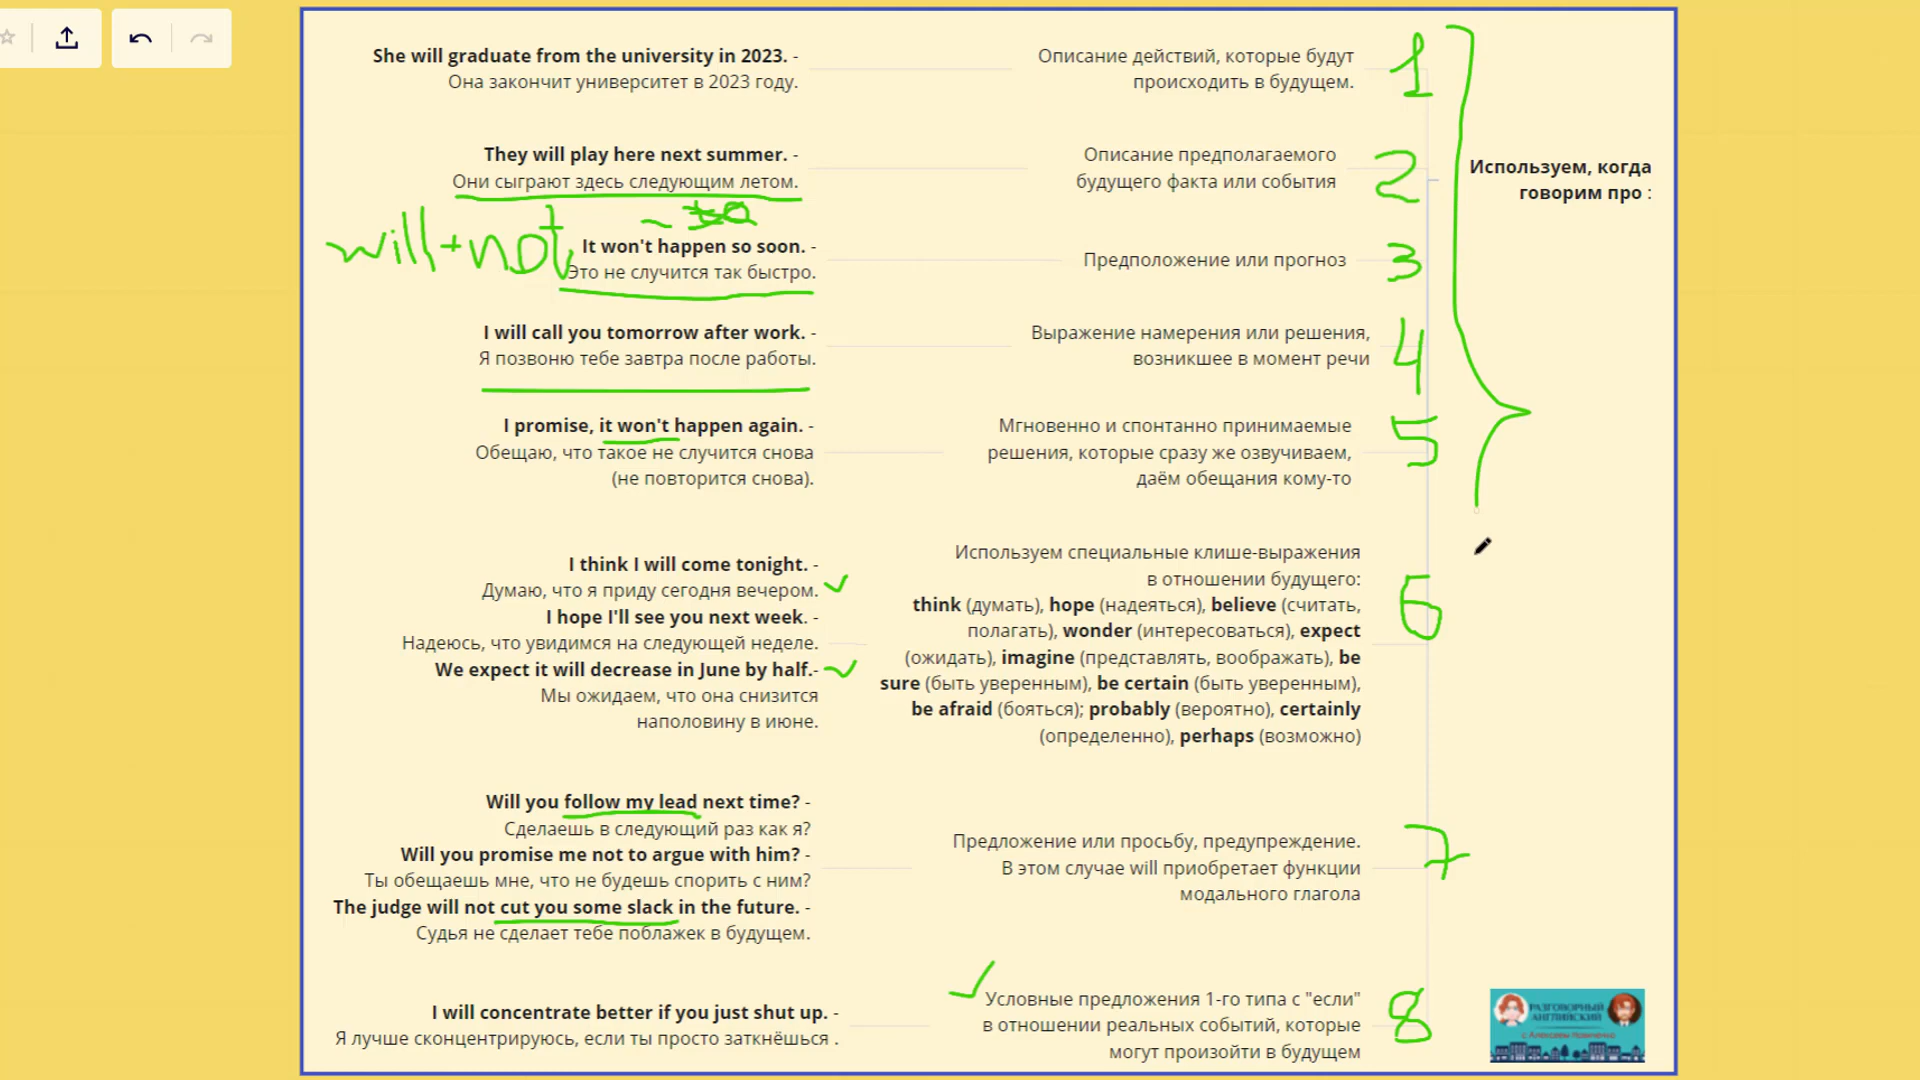 She will graduate from the university in 2023. -
Она закончит университет в 2023 году.
Описание действий, которые будут
происходить в будущем.
1
They will play here next summer. -
Они сыграют здесь следующим летом.
Описание предполагаемого
будущего факта или события
2
Используем, когда
говорим про :
will+not
It won't happen so soon. -
Это не случится так быстро.
Предположение или прогноз
3
I will call you tomorrow after work. -
Я позвоню тебе завтра после работы.
Выражение намерения или решения,
возникшее в момент речи
4
I promise, it won't happen again. -
Обещаю, что такое не случится снова
(не повторится снова).
Мгновенно и спонтанно принимаемые
решения, которые сразу же озвучиваем,
даём обещания кому-то
5
I think I will come tonight. -
Думаю, что я приду сегодня вечером.
I hope I'll see you next week. -
Надеюсь, что увидимся на следующей неделе.
We expect it will decrease in June by half.-
Мы ожидаем, что она снизится
наполовину в июне.
Используем специальные клише-выражения
в отношении будущего:
think (думать), hope (надеяться), believe (считать,
полагать), wonder (интересоваться), expect
(ожидать), imagine (представлять, воображать), be
sure (быть уверенным), be certain (быть уверенным),
be afraid (бояться); probably (вероятно), certainly
(определенно), perhaps (возможно)
6
Will you follow my lead next time? -
Сделаешь в следующий раз как я?
Will you promise me not to argue with him? -
Ты обещаешь мне, что не будешь спорить с ним?
The judge will not cut you some slack in the future. -
Судья не сделает тебе поблажек в будущем.
Предложение или просьбу, предупреждение.
В этом случае will приобретает функции
модального глагола
7
I will concentrate better if you just shut up. -
Я лучше сконцентрируюсь, если ты просто заткнёшься .
Условные предложения 1-го типа с "если"
в отношении реальных событий, которые
могут произойти в будущем
8
РАЗГОВОРНЫЙ
АНГЛИЙСКИЙ
с Алексеем